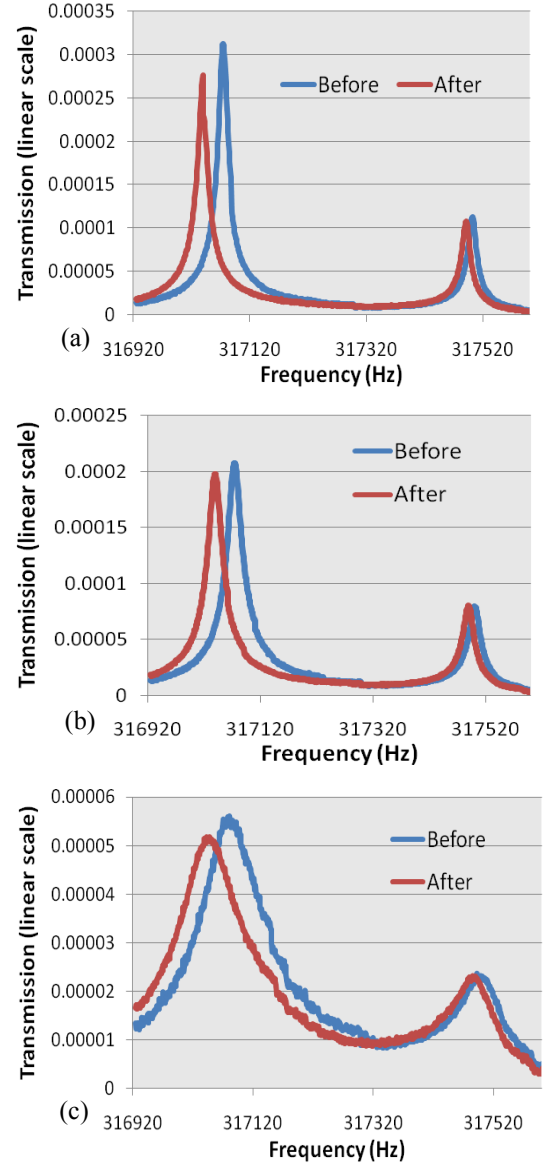 0.00035
0.0003
0.00025
0.0002
0.00015
0.0001
0.00005
0
Transmission (linear scale)
Before After
316920 317120 317320 317520
Frequency (Hz)
(a)
0.00025
0.0002
0.00015
0.0001
0.00005
0
Transmission (linear scale)
Before
After
316920 317120 317320 317520
Frequency (Hz)
(b)
0.00006
0.00005
0.00004
0.00003
0.00002
0.00001
0
Transmission (linear scale)
Before
After
316920 317120 317320 317520
Frequency (Hz)
(c)